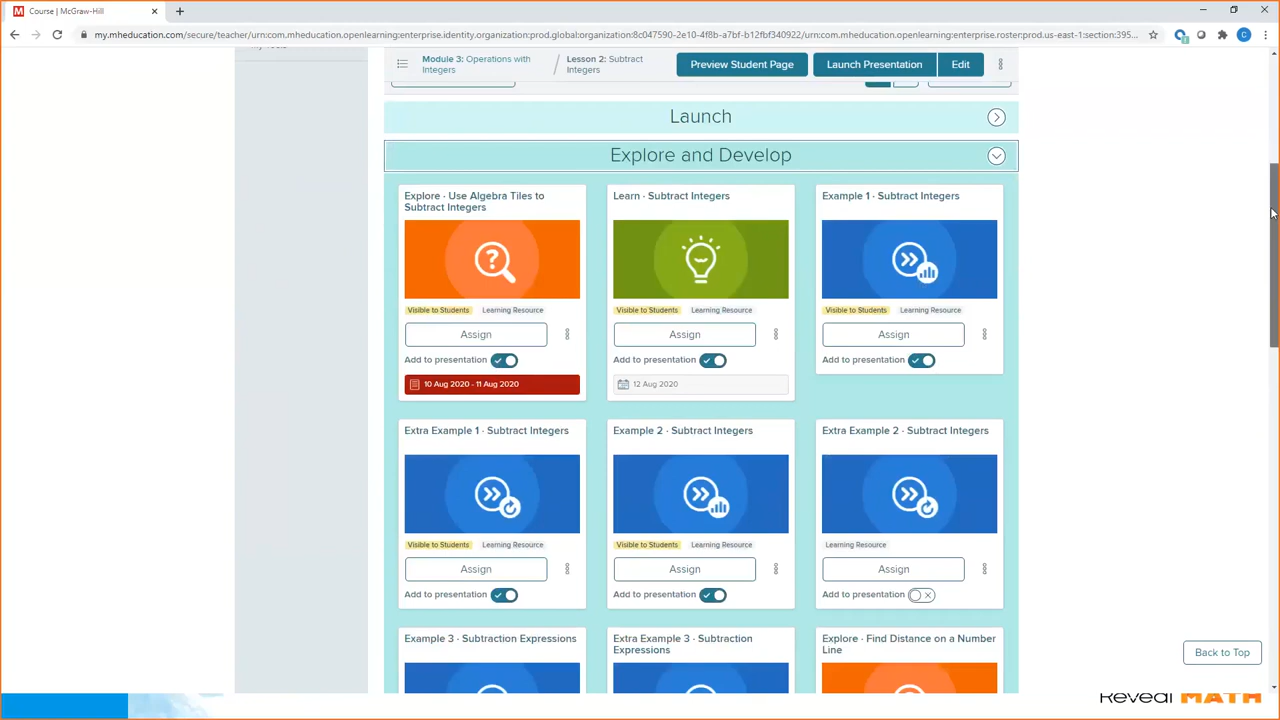 Course | McGraw-Hill
my.mheducation.com/secure/teacher/urn:com.mheducation.openlearning:enterprise.identity.organization:prod.global:organization:8c047590-2e10-4f8a-a7bf-b12fbf340922/urn:com.mheducation.openlearning:enterprise.roster:prod.us-east-1:section:395...
C
Module 3: Operations with
Integers
Lesson 2: Subtract
Integers
Preview Student Page
Launch Presentation
Edit
Launch
Explore and Develop
Explore · Use Algebra Tiles to
Subtract Integers
Visible to Students Learning Resource
Assign
Add to presentation
10 Aug 2020 - 11 Aug 2020
Learn · Subtract Integers
Visible to Students Learning Resource
Assign
Add to presentation
12 Aug 2020
Example 1 · Subtract Integers
Visible to Students Learning Resource
Assign
Add to presentation
Extra Example 1 · Subtract Integers
Visible to Students Learning Resource
Assign
Add to presentation
Example 2 · Subtract Integers
Visible to Students Learning Resource
Assign
Add to presentation
Extra Example 2 · Subtract Integers
Learning Resource
Assign
Add to presentation
Example 3 · Subtraction Expressions
Extra Example 3 · Subtraction
Expressions
Explore · Find Distance on a Number
Line
Back to Top
Reveal MATH